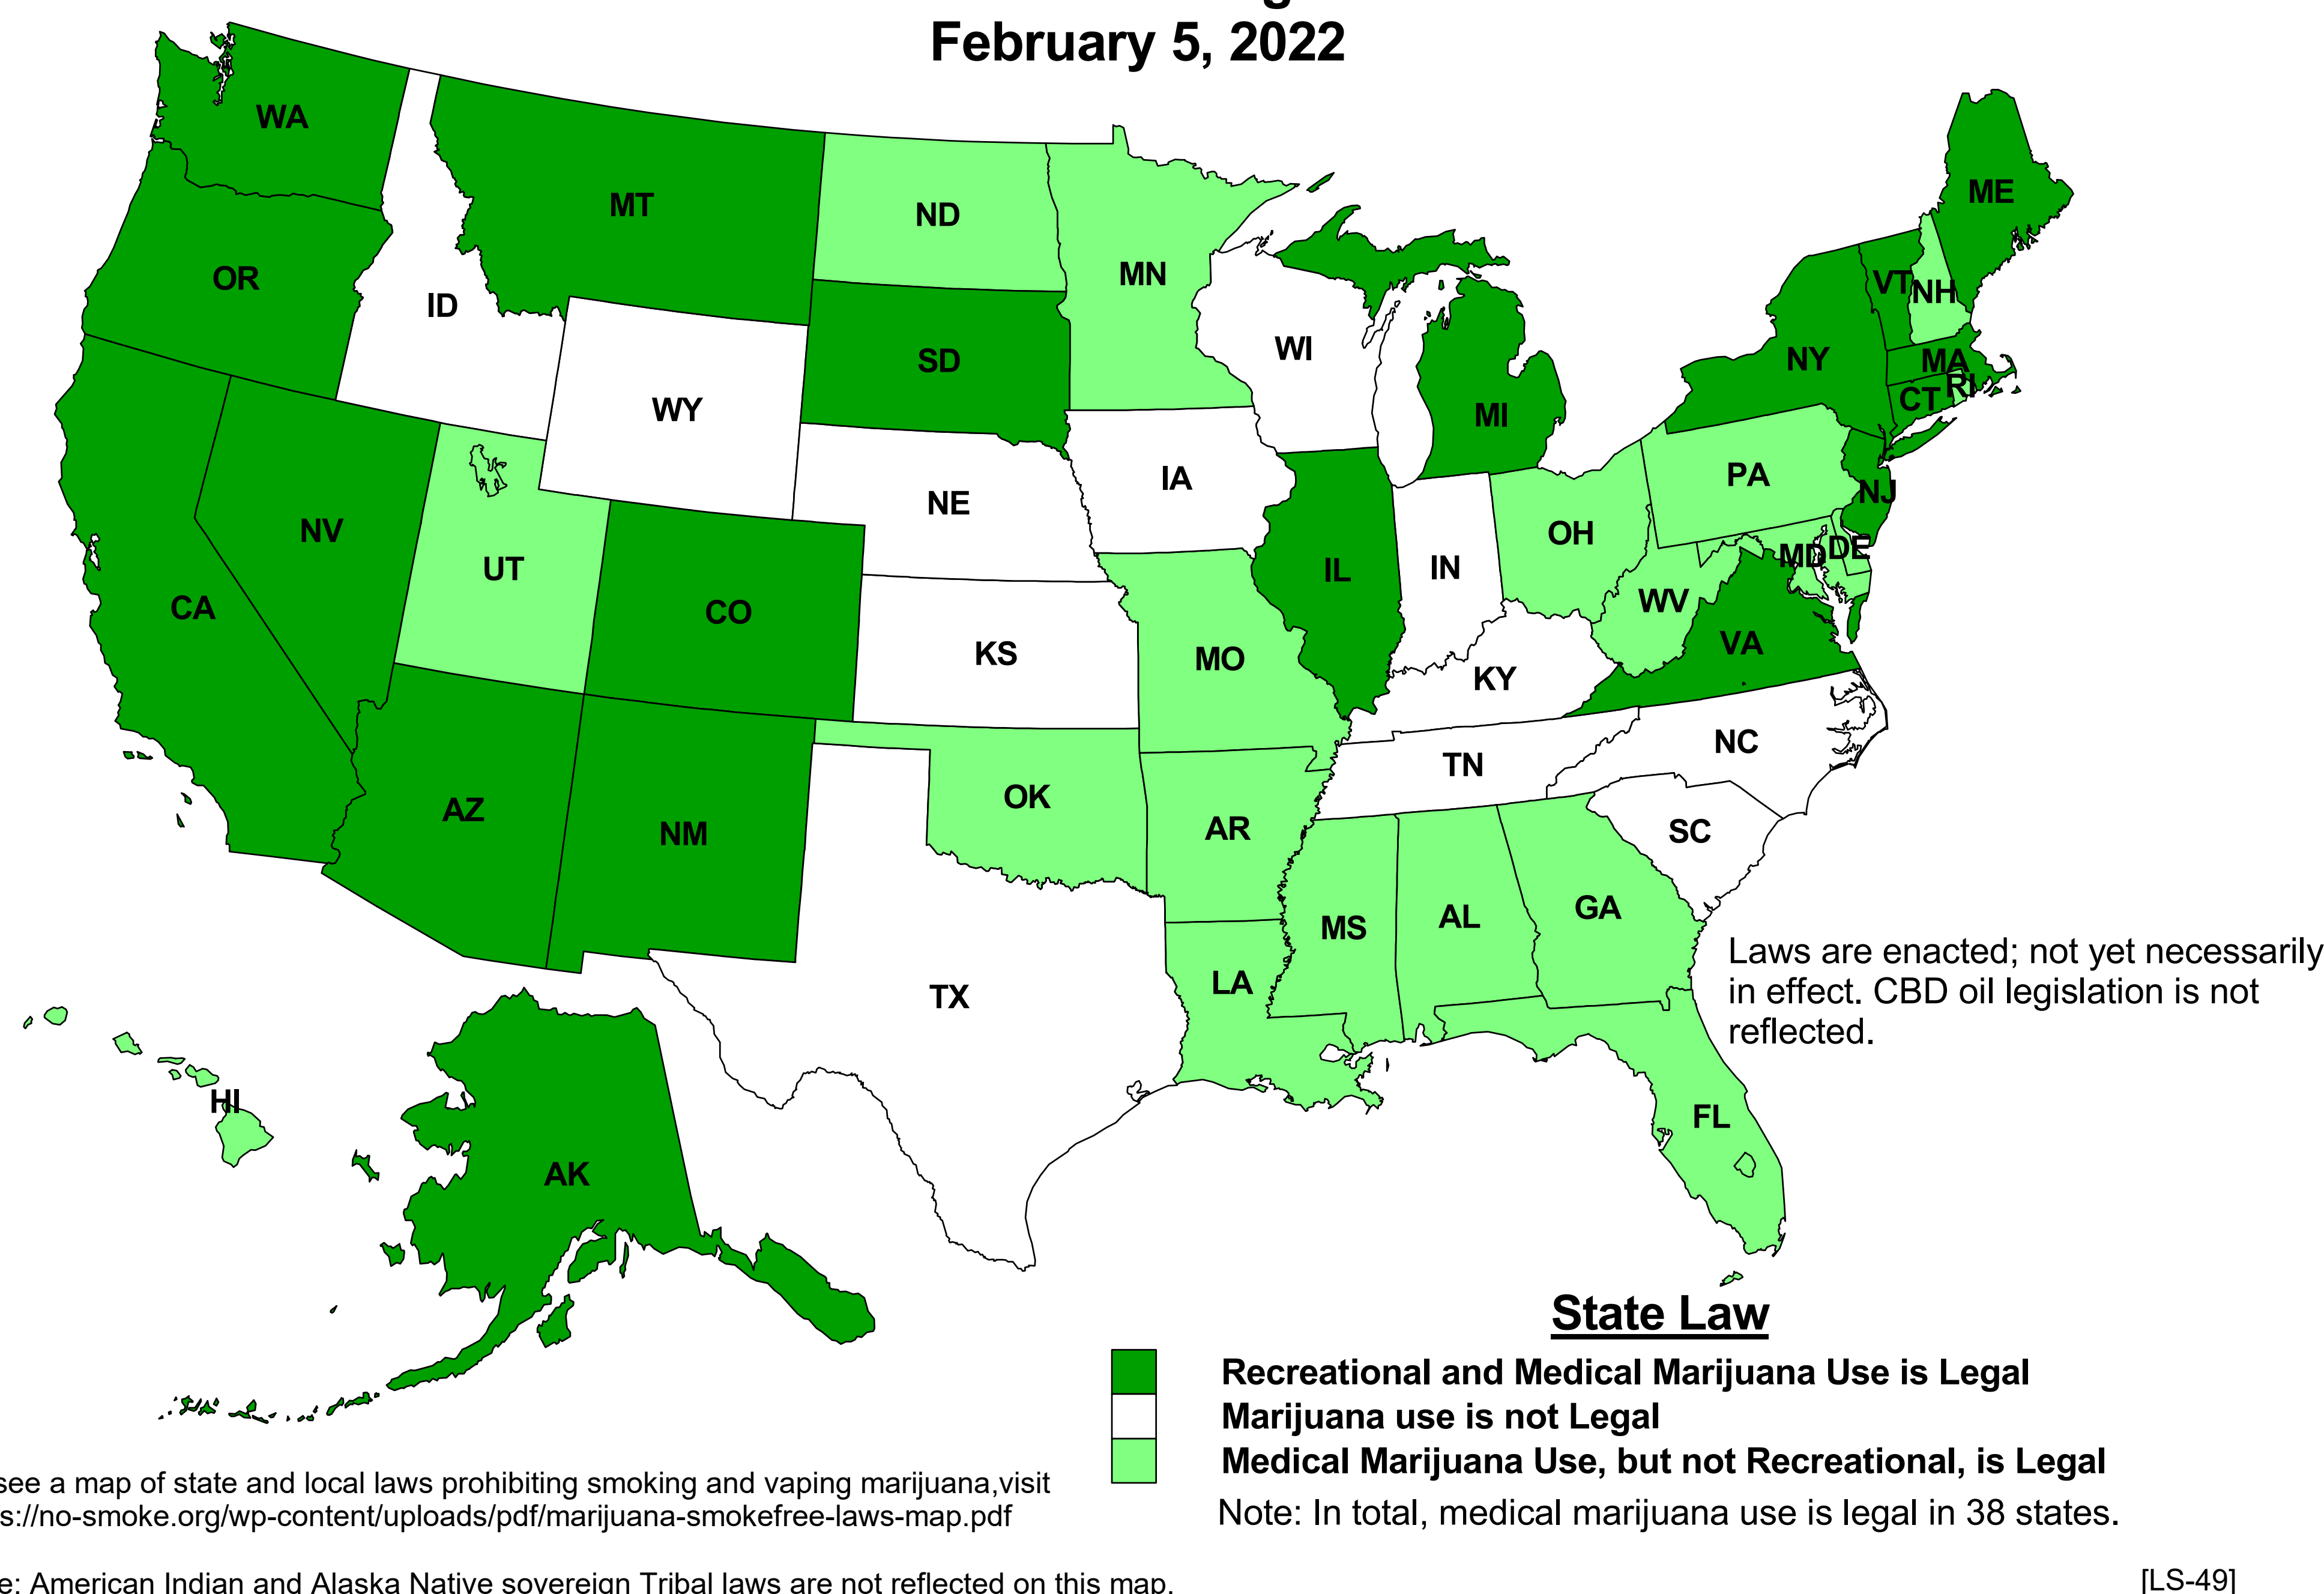 February 5, 2022
WA
ME
MT
ND
OR
MN
VT
NH
ID
WI
NY
SD
MA
RI
CT
WY
MI
PA
IA
NJ
NE
NV
OH
DE
MD
UT
IN
IL
WV
CA
CO
VA
KS
MO
KY
NC
TN
OK
AZ
AR
SC
NM
GA
AL
MS
Laws are enacted; not yet necessarily
in effect. CBD oil legislation is not
reflected.
LA
TX
HI
FL
AK
State Law
Recreational and Medical Marijuana Use is Legal
Marijuana use is not Legal
Medical Marijuana Use, but not Recreational, is Legal
Note: In total, medical marijuana use is legal in 38 states.
see a map of state and local laws prohibiting smoking and vaping marijuana,visit
s://no-smoke.org/wp-content/uploads/pdf/marijuana-smokefree-laws-map.pdf
e: American Indian and Alaska Native sovereign Tribal laws are not reflected on this map.
[LS-49]